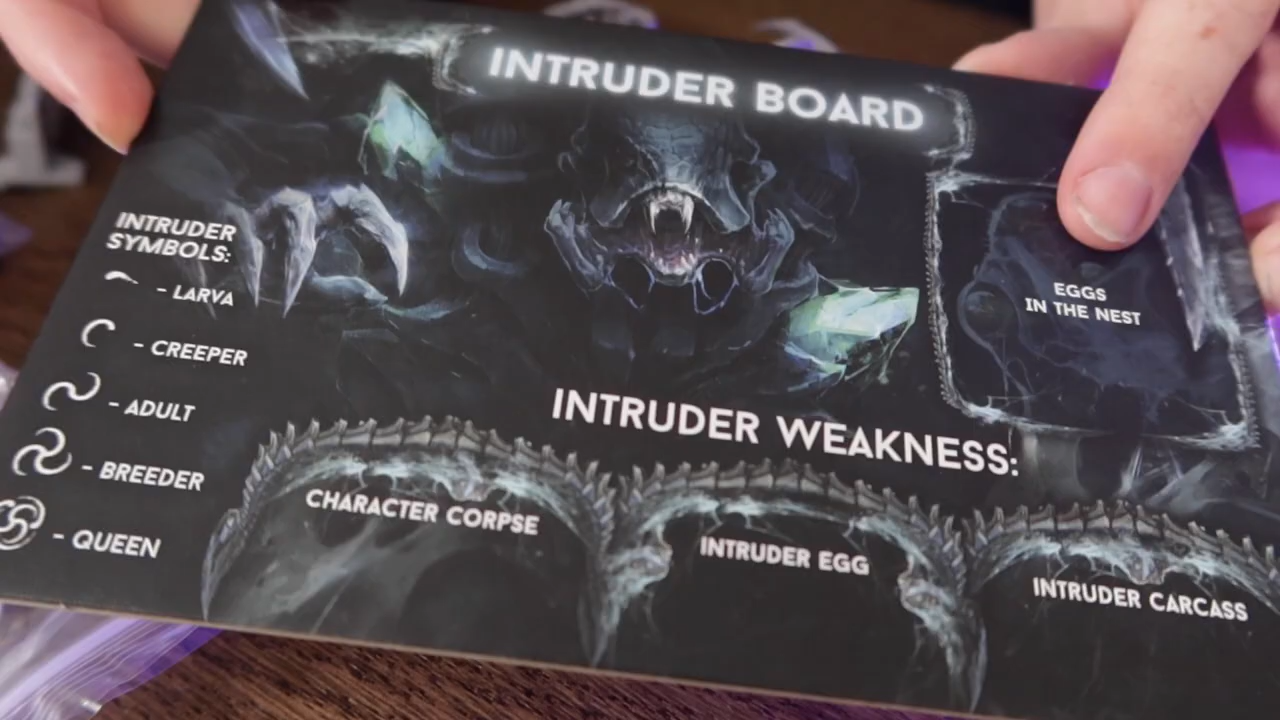 INTRUDER BOARD
INTRUDER
SYMBOLS:
- LARVA
- CREEPER
- ADULT
- BREEDER
- QUEEN
EGGS
IN THE NEST
INTRUDER WEAKNESS:
CHARACTER CORPSE
INTRUDER EGG
INTRUDER CARCASS